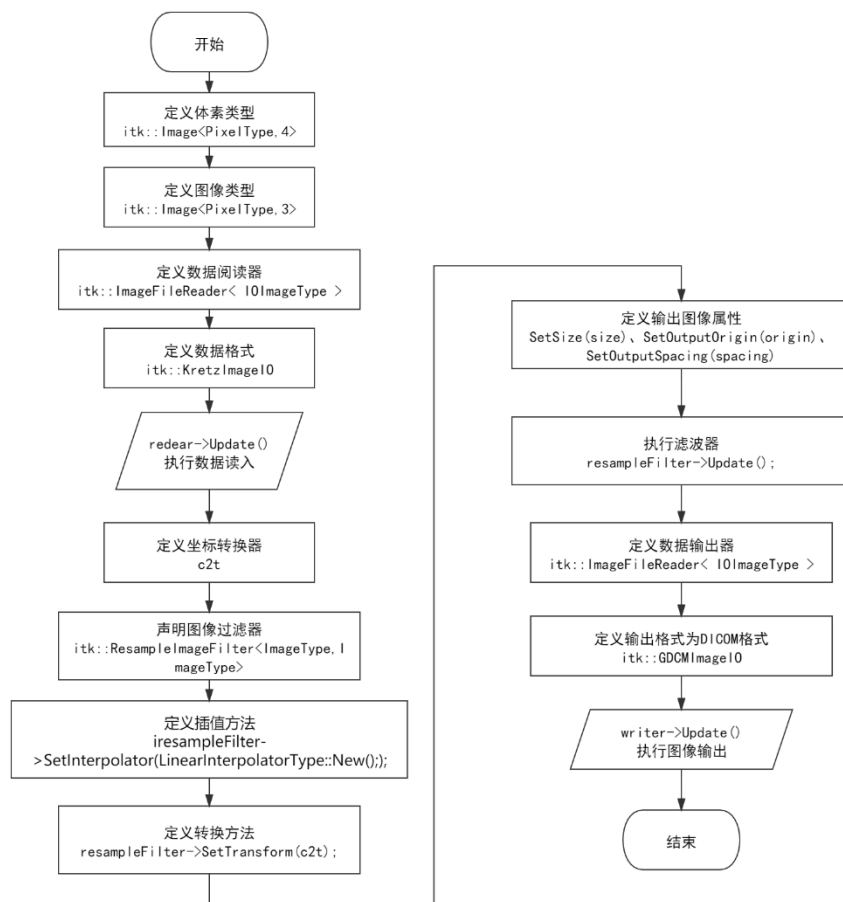 开始
定义体素类型
itk::Image<PixelType,4>
定义图像类型
itk::Image<PixelType,3>
定义数据阅读器
itk::ImageFileReader< IOImageType >
定义数据格式
itk::KretzImageIO
redear->Update()
执行数据读入
定义坐标转换器
c2t
声明图像过滤器
itk::ResampleImageFilter<ImageType,I
mageType>
定义插值方法
iresampleFilter-
>SetInterpolator(LinearInterpolatorType::New(););
定义转换方法
resampleFilter->SetTransform(c2t);
定义输出图像属性
SetSize(size)、SetOutputOrigin(origin)、
SetOutputSpacing(spacing)
执行滤波器
resampleFilter->Update();
定义数据输出器
itk::ImageFileReader< IOImageType >
定义输出格式为DICOM格式
itk::GDCMImageIO
writer->Update()
执行图像输出
结束